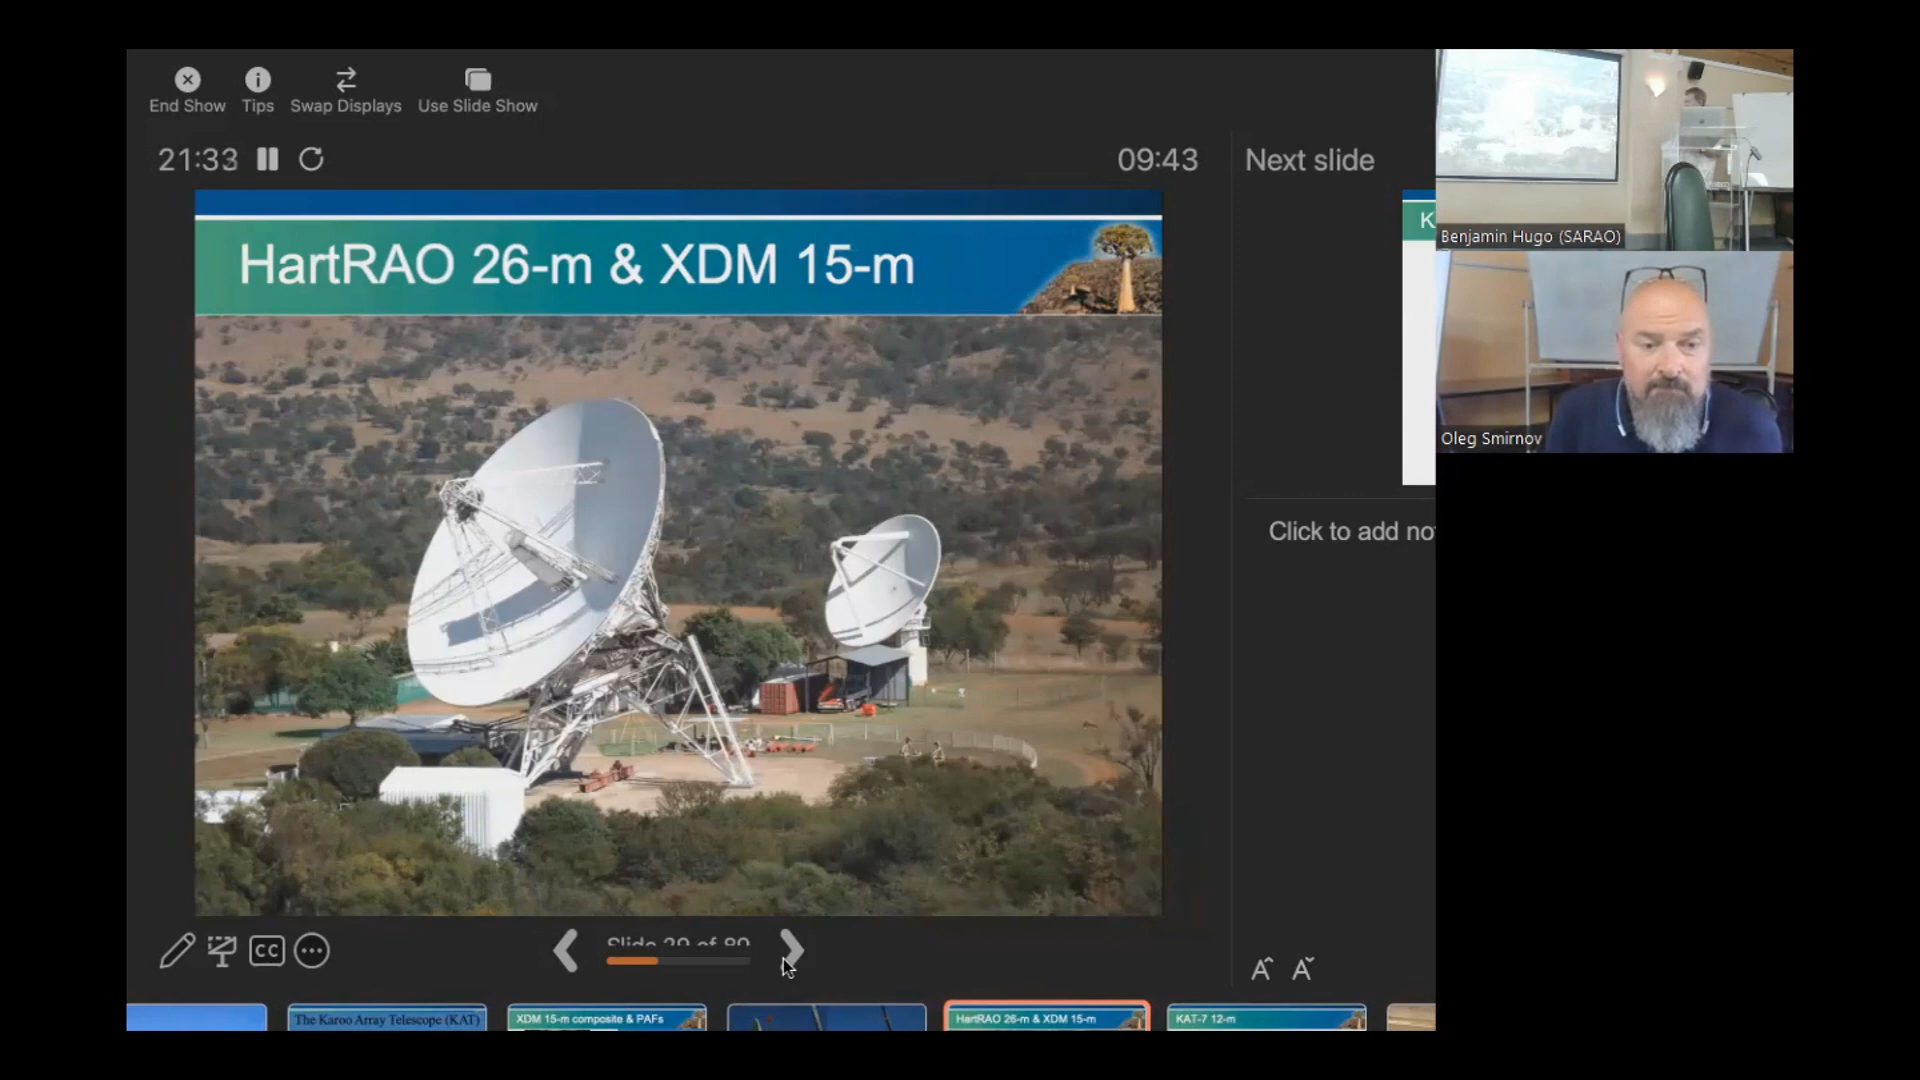 End Show
Tips
Swap Displays
Use Slide Show
21:33
09:43
Next slide
HartRAO 26-m & XDM 15-m
K
Benjamin Hugo (SARAO)
Oleg Smirnov
Click to add no
CC
The Karoo Array Telescope (KAT)
XDM 15-m composite & PAFs
HartRAO 26-m & XDM 15-m
KAT-7 12-m